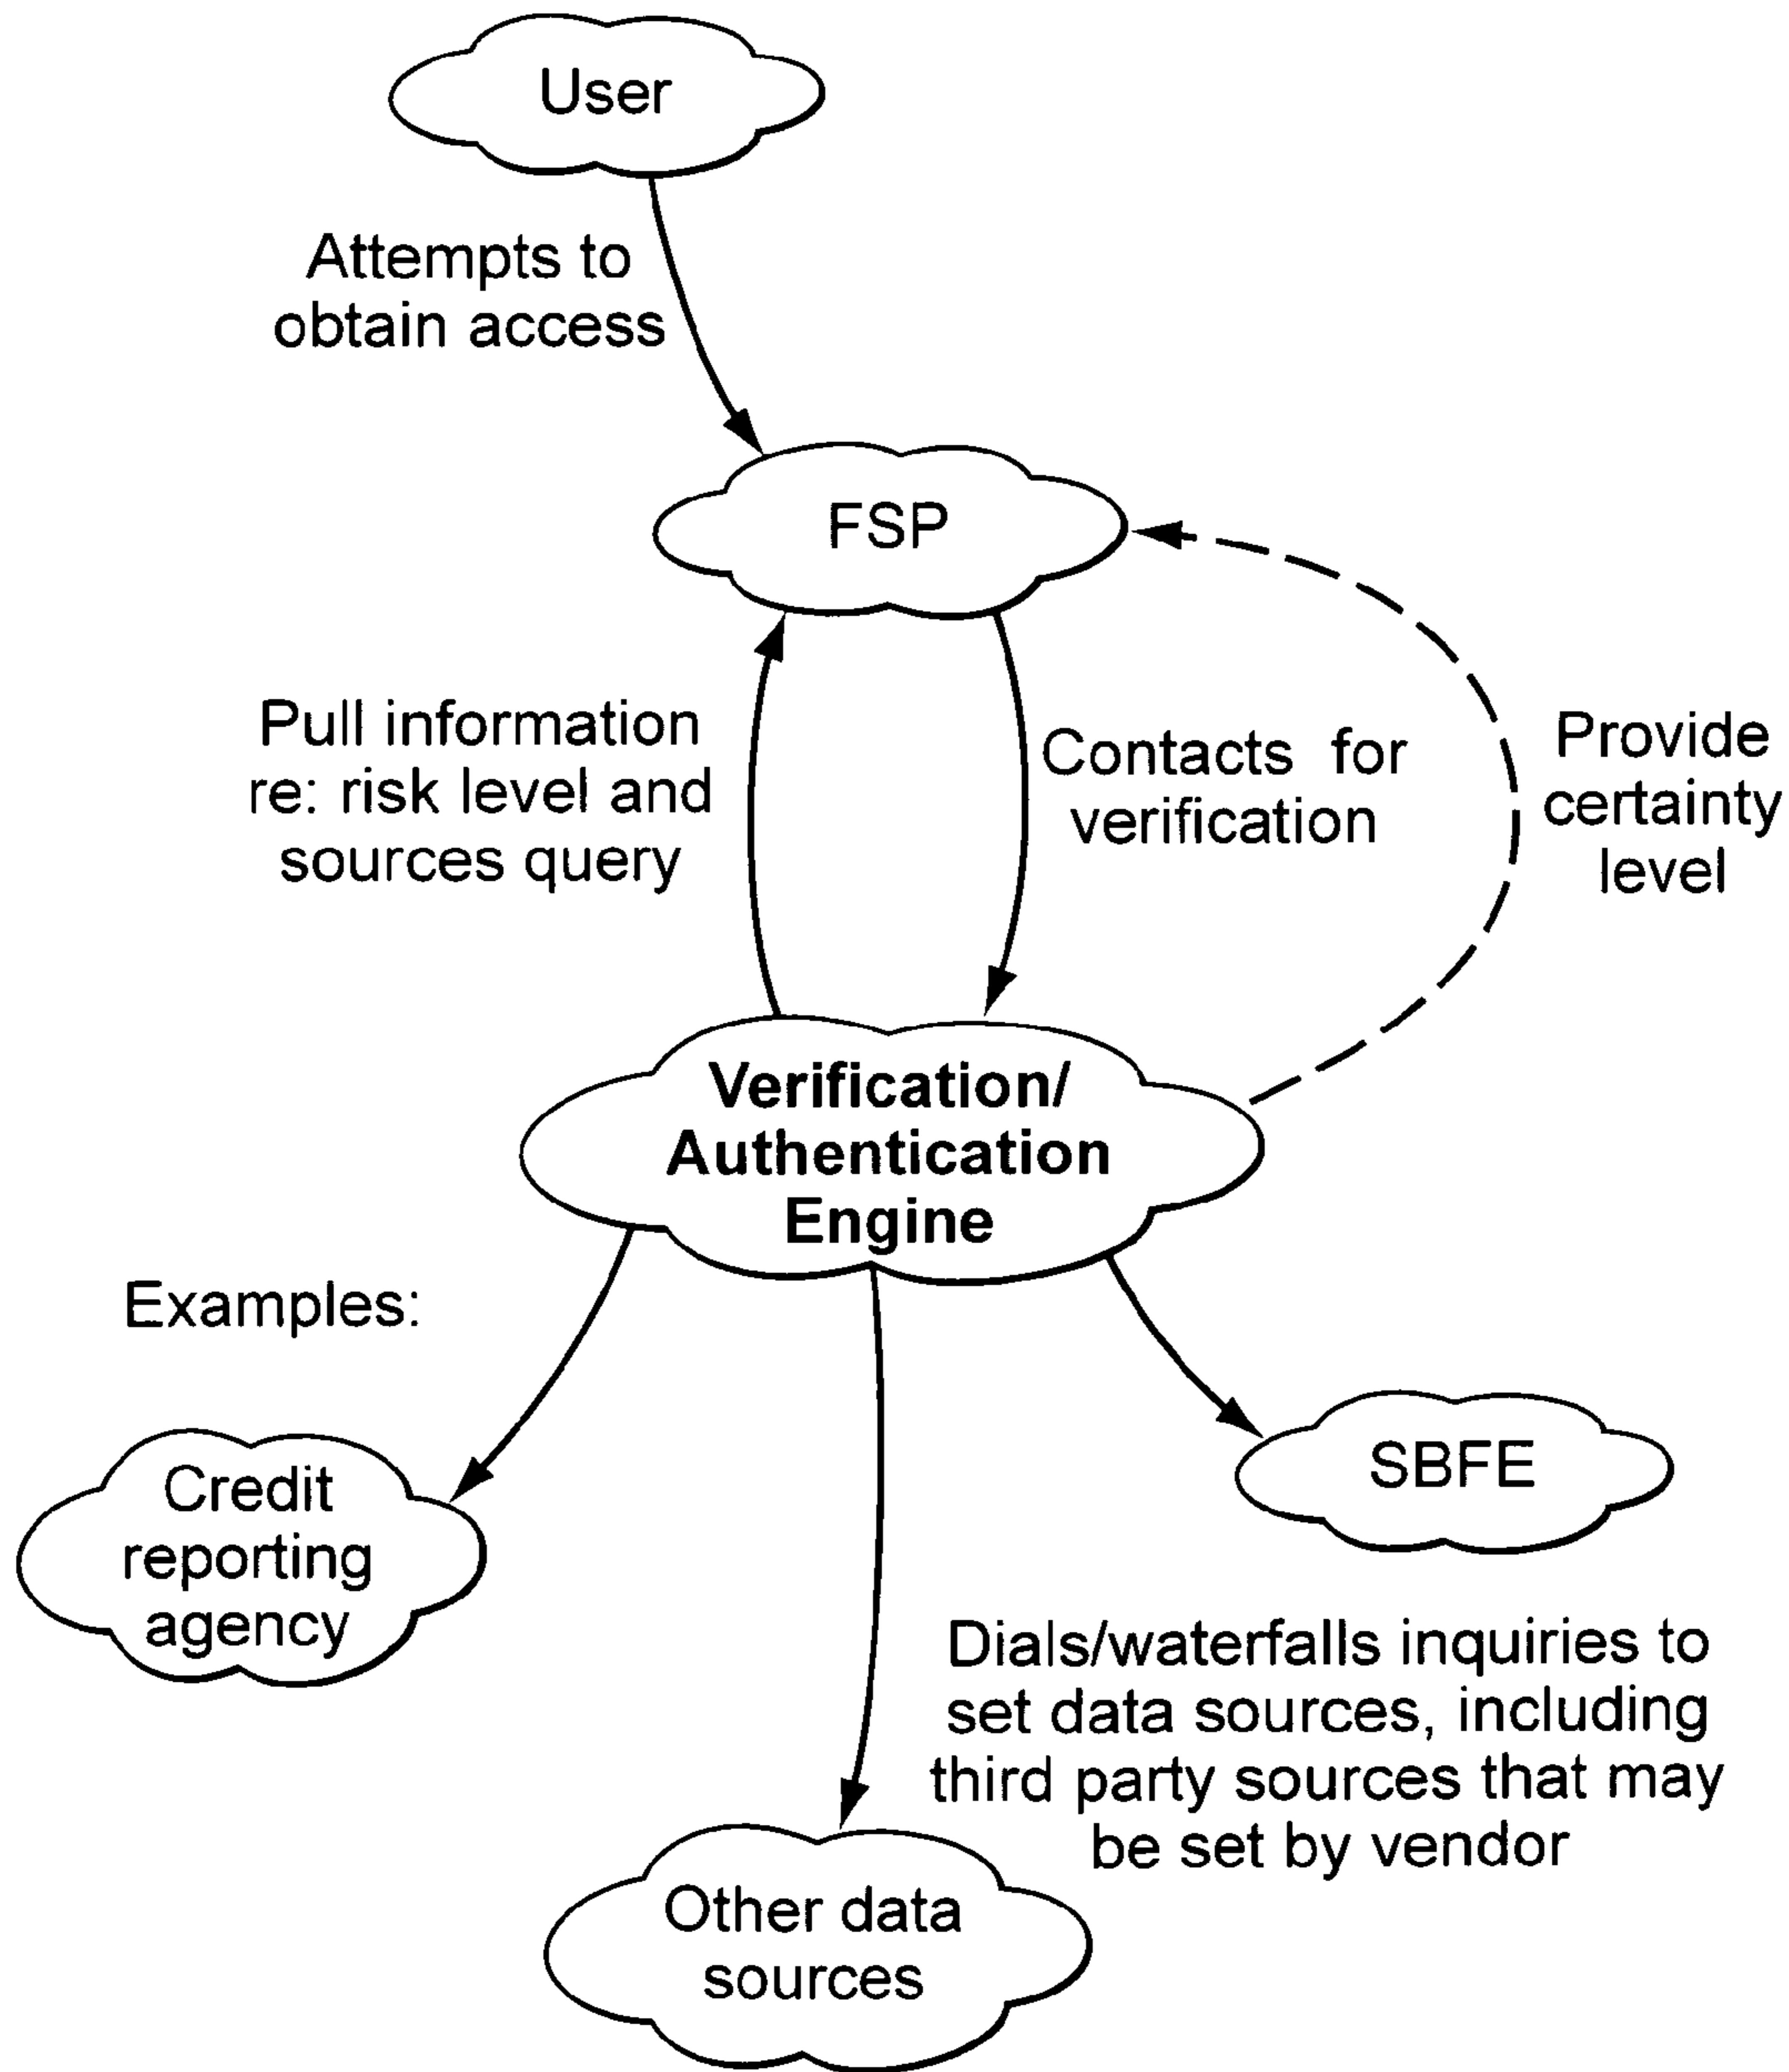 User
Attempts to
obtain access
FSP
Pull information
re: risk level and
sources query
Contacts for
verification
Provide
certainty
level
Verification/
Authentication
Engine
Examples:
Credit
reporting
agency
SBFE
Dials/waterfalls inquiries to
set data sources, including
third party sources that may
be set by vendor
Other data
sources